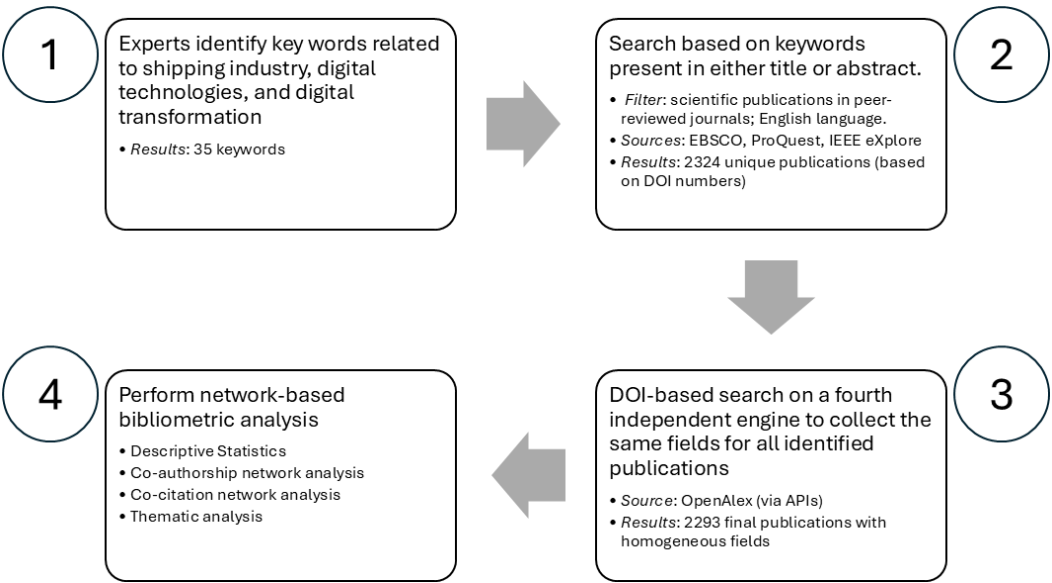 1
Experts identify key words related
to shipping industry, digital
technologies, and digital
transformation
• Results: 35 keywords
2
Search based on keywords
present in either title or abstract.
• Filter: scientific publications in peer-
reviewed journals; English language.
• Sources: EBSCO, ProQuest, IEEE eXplore
• Results: 2324 unique publications (based
on DOI numbers)
3
DOI-based search on a fourth
independent engine to collect the
same fields for all identified
publications
• Source: OpenAlex (via APIs)
• Results: 2293 final publications with
homogeneous fields
4
Perform network-based
bibliometric analysis
• Descriptive Statistics
• Co-authorship network analysis
• Co-citation network analysis
• Thematic analysis